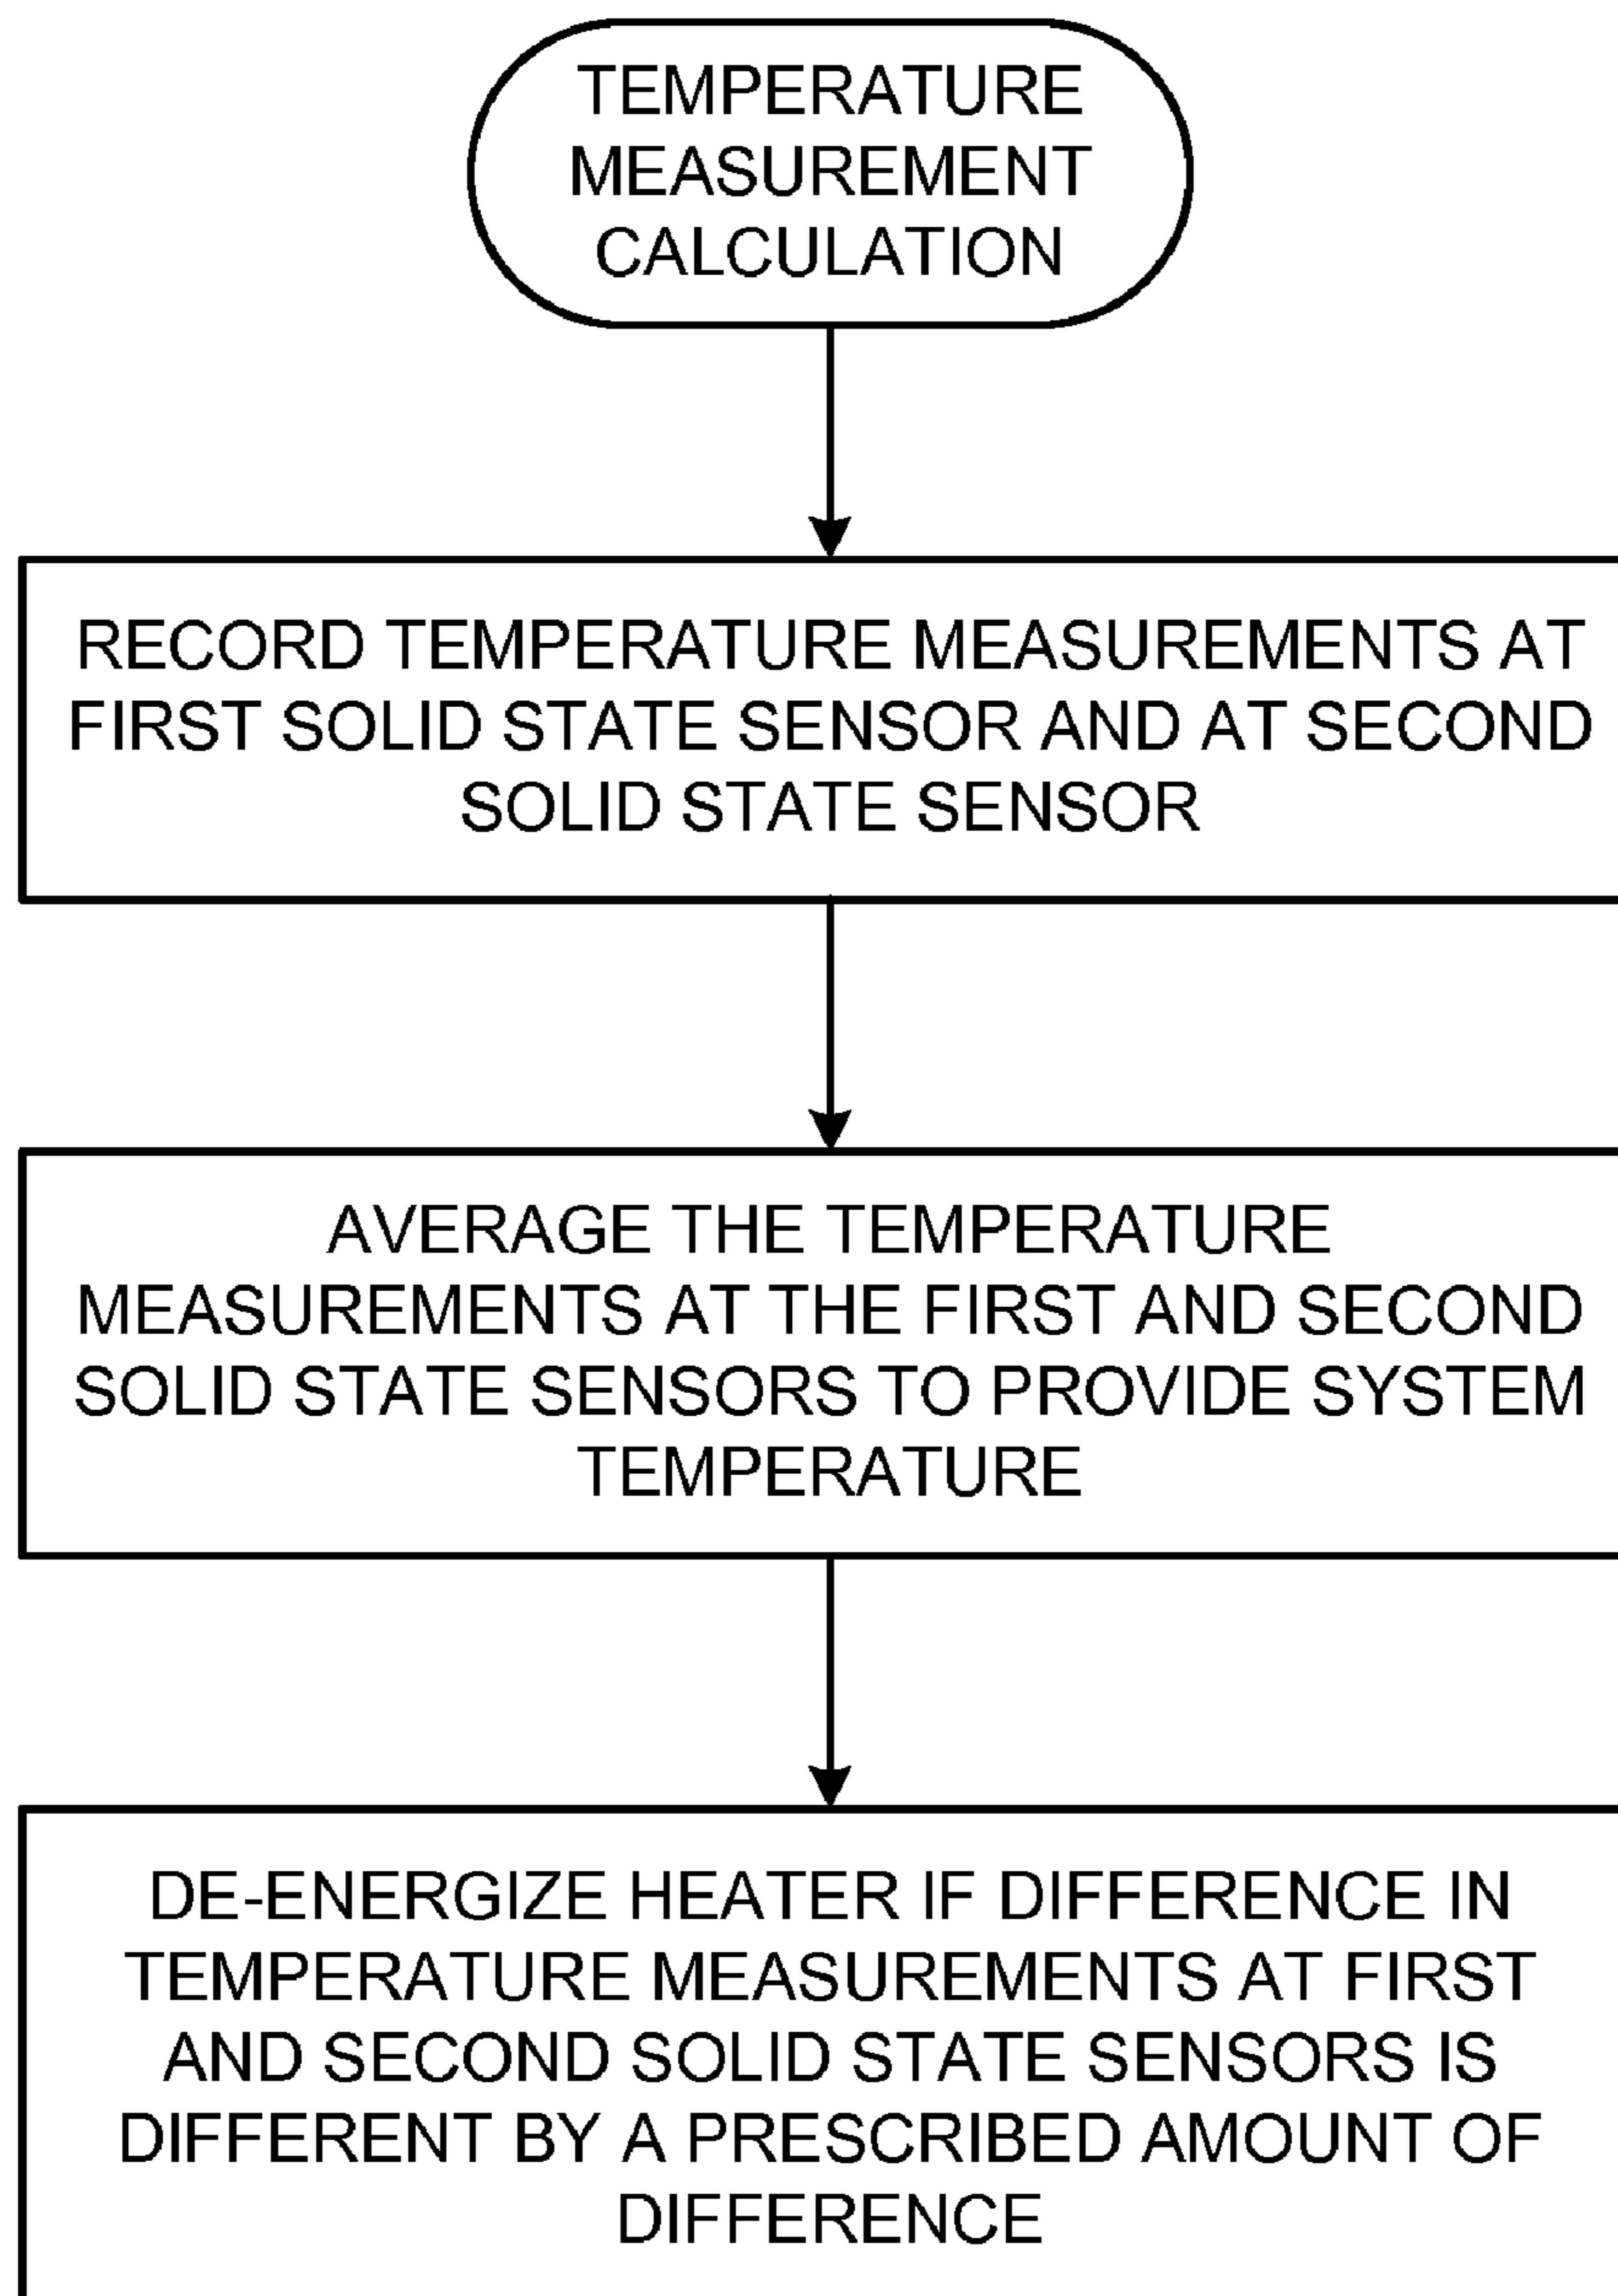 TEMPERATURE
MEASUREMENT
CALCULATION
RECORD TEMPERATURE MEASUREMENTS AT
FIRST SOLID STATE SENSOR AND AT SECOND
SOLID STATE SENSOR
AVERAGE THE TEMPERATURE
MEASUREMENTS AT THE FIRST AND SECOND
SOLID STATE SENSORS TO PROVIDE SYSTEM
TEMPERATURE
DE-ENERGIZE HEATER IF DIFFERENCE IN
TEMPERATURE MEASUREMENTS AT FIRST
AND SECOND SOLID STATE SENSORS IS
DIFFERENT BY A PRESCRIBED AMOUNT OF
DIFFERENCE